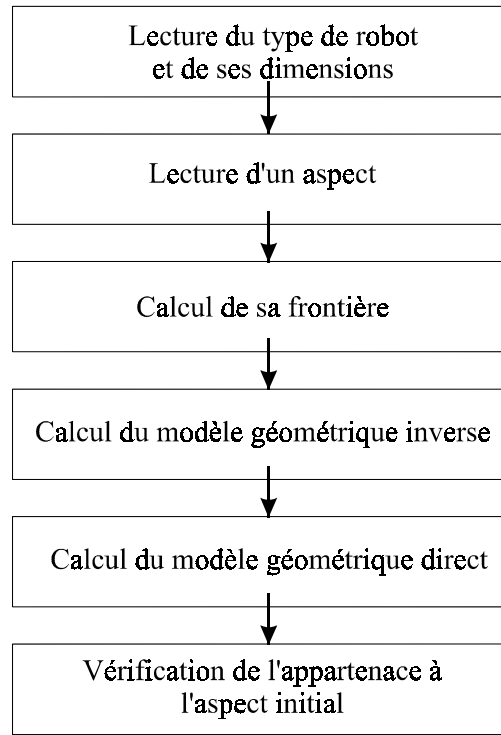 Lecture du type de robot
et de ses dimensions
Lecture d'un aspect
Calcul de sa frontière
Calcul du modèle géométrique inverse
Calcul du modèle géométrique direct
Vérification de l'appartenace à
l'aspect initial